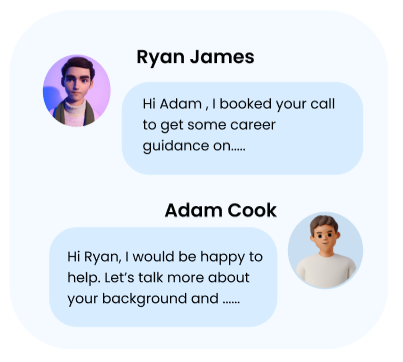 Ryan James
Hi Adam , I booked your call
to get some career
guidance on.....
Adam Cook
Hi Ryan, I would be happy to
help. Let’s talk more about
your background and ......